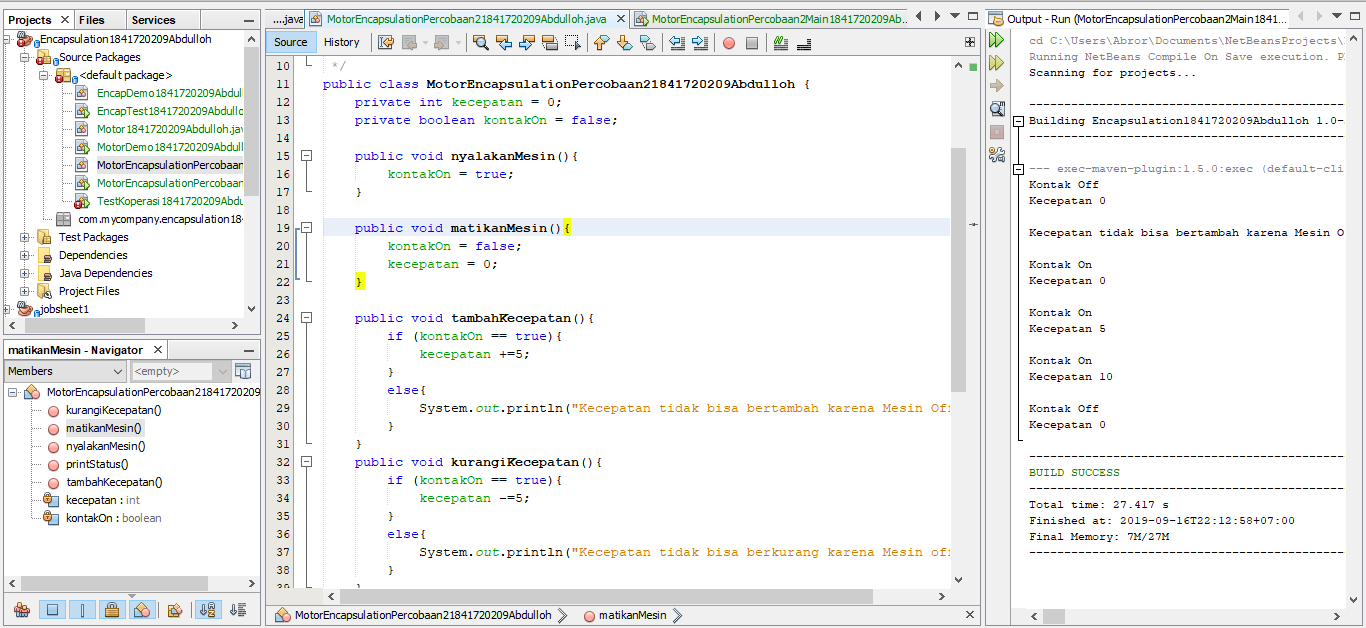 Projects
Files
Services
Encapsulation1841720209Abdulloh
Source Packages
<default package>
EncapDemo1841720209Abdul
EncapTest1841720209Abdullo
Motor1841720209Abdulloh.jav
MotorDemo1841720209Abdull
MotorEncapsulationPercobaan
MotorEncapsulationPercobaan
TestKoperasi1841720209Abdu
com.mycompany.encapsulation18
Test Packages
Dependencies
Java Dependencies
Project Files
jobsheet1
matikanMesin - Navigator
Members
<empty>
MotorEncapsulationPercobaan21841720209
kurangiKecepatan()
matikanMesin()
nyalakanMesin()
printStatus()
tambahKecepatan()
kecepatan : int
kontakOn : boolean
....java
MotorEncapsulationPercobaan21841720209Abdulloh.java
MotorEncapsulationPercobaan2Main1841720209Ab...
Source
History
10 */
11 public class MotorEncapsulationPercobaan21841720209Abdulloh {
12 private int kecepatan = 0;
13 private boolean kontakOn = false;
14
15 public void nyalakanMesin(){
16 kontakOn = true;
17 }
18
19 public void matikanMesin(){
20 kontakOn = false;
21 kecepatan = 0;
22 }
23
24 public void tambahKecepatan(){
25 if (kontakOn == true){
26 kecepatan +=5;
27 }
28 else{
29 System.out.println("Kecepatan tidak bisa bertambah karena Mesin Of
30 }
31 }
32 public void kurangiKecepatan(){
33 if (kontakOn == true){
34 kecepatan -=5;
35 }
36 else{
37 System.out.println("Kecepatan tidak bisa berkurang karena Mesin of
38 }
39 }
MotorEncapsulationPercobaan21841720209Abdulloh
matikanMesin
Output - Run (MotorEncapsulationPercobaan2Main1841...
cd C:\Users\Abror\Documents\NetBeansProjects\
Running NetBeans Compile On Save execution. P
Scanning for projects...
------------------------------------------------------------------------
Building Encapsulation1841720209Abdulloh 1.0-
------------------------------------------------------------------------
--- exec-maven-plugin:1.5.0:exec (default-cli
Kontak Off
Kecepatan 0
Kecepatan tidak bisa bertambah karena Mesin O
Kontak On
Kecepatan 0
Kontak On
Kecepatan 5
Kontak On
Kecepatan 10
Kontak Off
Kecepatan 0
------------------------------------------------------------------------
BUILD SUCCESS
------------------------------------------------------------------------
Total time: 27.417 s
Finished at: 2019-09-16T22:12:58+07:00
Final Memory: 7M/27M
------------------------------------------------------------------------